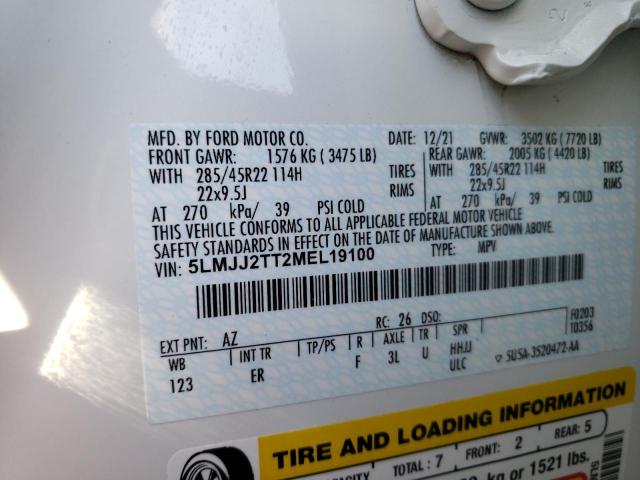 MFD. BY FORD MOTOR CO.
DATE: 12/21 GVWR: 3502 KG (7720 LB)
FRONT GAWR: 1576 KG (3475 LB)
REAR GAWR: 2005 KG (4420 LB)
WITH 285/45R22 114H TIRES
WITH 285/45R22 114H TIRES
22x9.5J RIMS
22x9.5J RIMS
AT 270 kPa/ 39 PSI COLD
AT 270 kPa/ 39 PSI COLD
THIS VEHICLE CONFORMS TO ALL APPLICABLE FEDERAL MOTOR VEHICLE
SAFETY STANDARDS IN EFFECT ON THE DATE OF MANUFACTURE SHOWN ABOVE.
VIN: 5LMJJ2TT2MEL19100
TYPE: MPV
F0203
T0356
EXT PNT: AZ RC: 26 DSO:
WB INT TR TP/PS R AXLE TR SPR
123 ER F 3L U HHJJ
ULC
5U5A-3520472-AA
TIRE AND LOADING INFORMATION
CAPACITY TOTAL: 7 FRONT: 2 REAR: 5
kg or 1521 lbs.
5LM